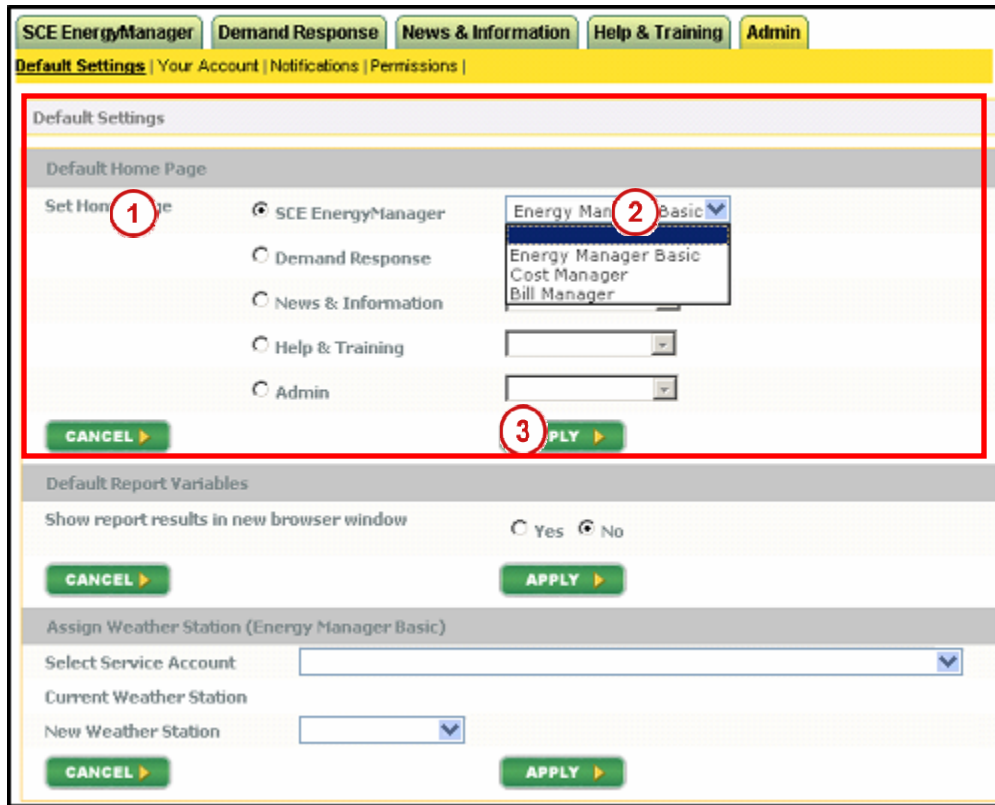 SCE EnergyManager Demand Response News & Information Help & Training Admin
Default Settings | Your Account | Notifications | Permissions |
Default Settings
Default Home Page
Set Home 1 ge SCE EnergyManager Energy Man 2 Basic
Demand Response Energy Manager Basic
Cost Manager
News & Information Bill Manager
Help & Training
Admin
CANCEL 3 PLY
Default Report Variables
Show report results in new browser window Yes No
CANCEL APPLY
Assign Weather Station (Energy Manager Basic)
Select Service Account
Current Weather Station
New Weather Station
CANCEL APPLY